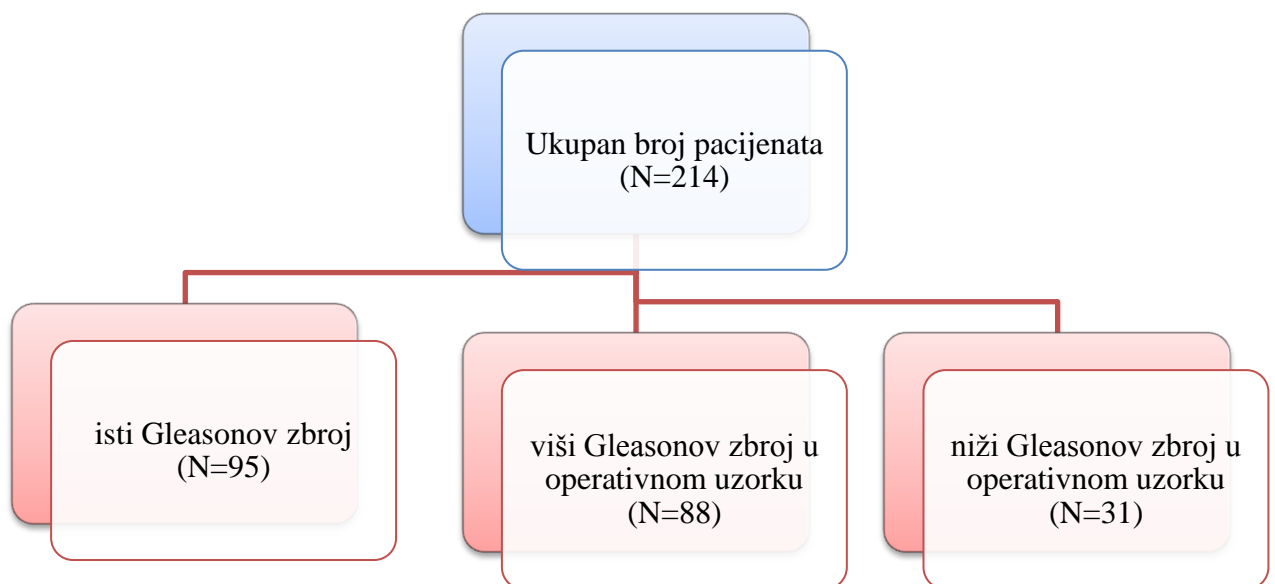 Ukupan broj pacijenata
(N=214)
isti Gleasonov zbroj
(N=95)
viši Gleasonov zbroj u
operativnom uzorku
(N=88)
niži Gleasonov zbroj u
operativnom uzorku
(N=31)